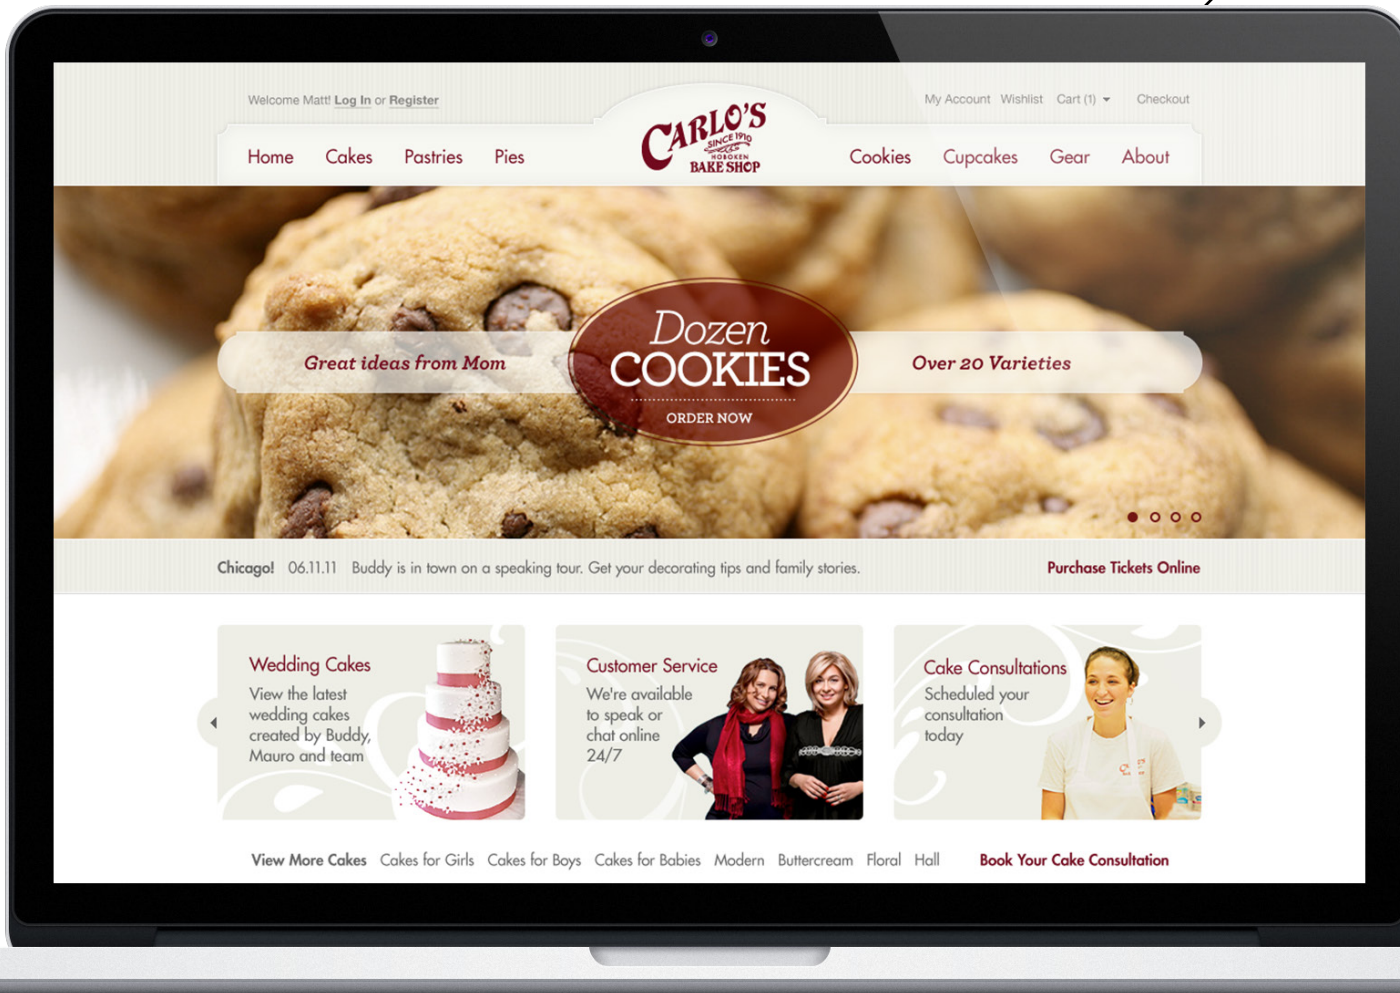 Welcome Matt! Log In or Register
My Account Wishlist Cart (1) Checkout
Home Cakes Pastries Pies
CARLO'S
SINCE 1910
HOBOKEN
BAKE SHOP
Cookies Cupcakes Gear About
Great ideas from Mom
Dozen
COOKIES
ORDER NOW
Over 20 Varieties
Chicago! 06.11.11 Buddy is in town on a speaking tour. Get your decorating tips and family stories.
Purchase Tickets Online
Wedding Cakes
View the latest
wedding cakes
created by Buddy,
Mauro and team
Customer Service
We're available
to speak or
chat online
24/7
Cake Consultations
Scheduled your
consultation
today
View More Cakes Cakes for Girls Cakes for Boys Cakes for Babies Modern Buttercream Floral Hall
Book Your Cake Consultation